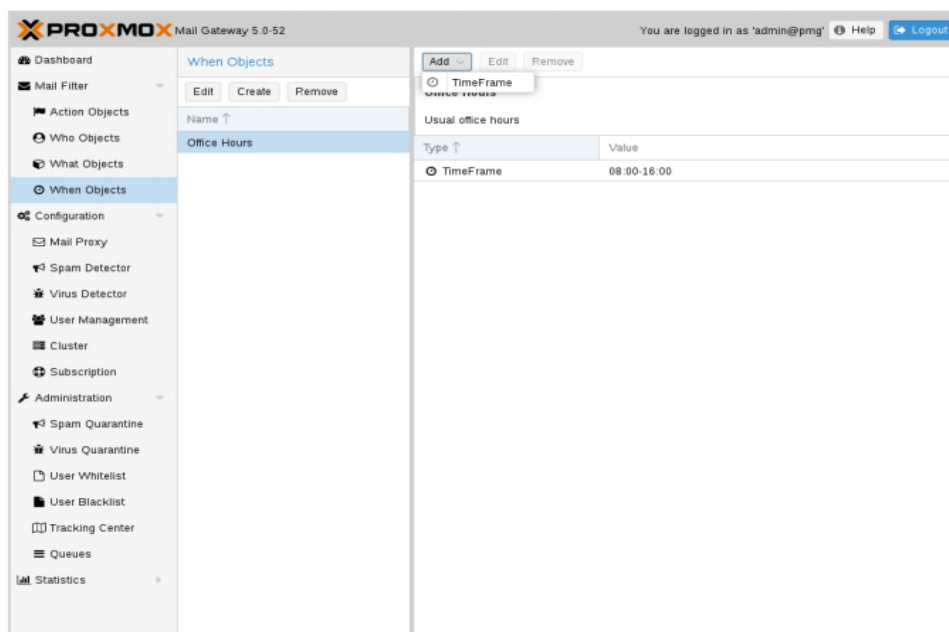 PROXMOX Mail Gateway 5.0-52 You are logged in as 'admin@pmg' Help Logout
Dashboard
Mail Filter
Action Objects
Who Objects
What Objects
When Objects
Configuration
Mail Proxy
Spam Detector
Virus Detector
User Management
Cluster
Subscription
Administration
Spam Quarantine
Virus Quarantine
User Whitelist
User Blacklist
Tracking Center
Queues
Statistics
When Objects
Edit Create Remove
Name ↑
Office Hours
Add Edit Remove
TimeFrame
Office Hours
Usual office hours
Type ↑ Value
TimeFrame 08:00-16:00